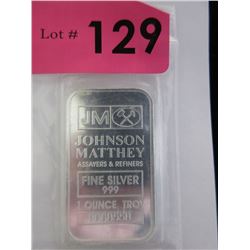 Lot # 129
JM
JOHNSON
MATTHEY
ASSAYERS & REFINERS
FINE SILVER
999
1 OUNCE TROY